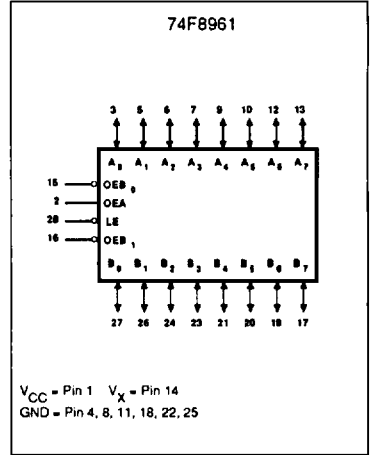 74F8961
3 5 6 7 9 10 12 13
A0 A1 A2 A3 A4 A5 A6 A7
15 OEB0
2 OEA
28 LE
16 OEB1
B0 B1 B2 B3 B4 B5 B6 B7
27 26 24 23 21 20 19 17
VCC = Pin 1 VX = Pin 14
GND = Pin 4, 8, 11, 18, 22, 25